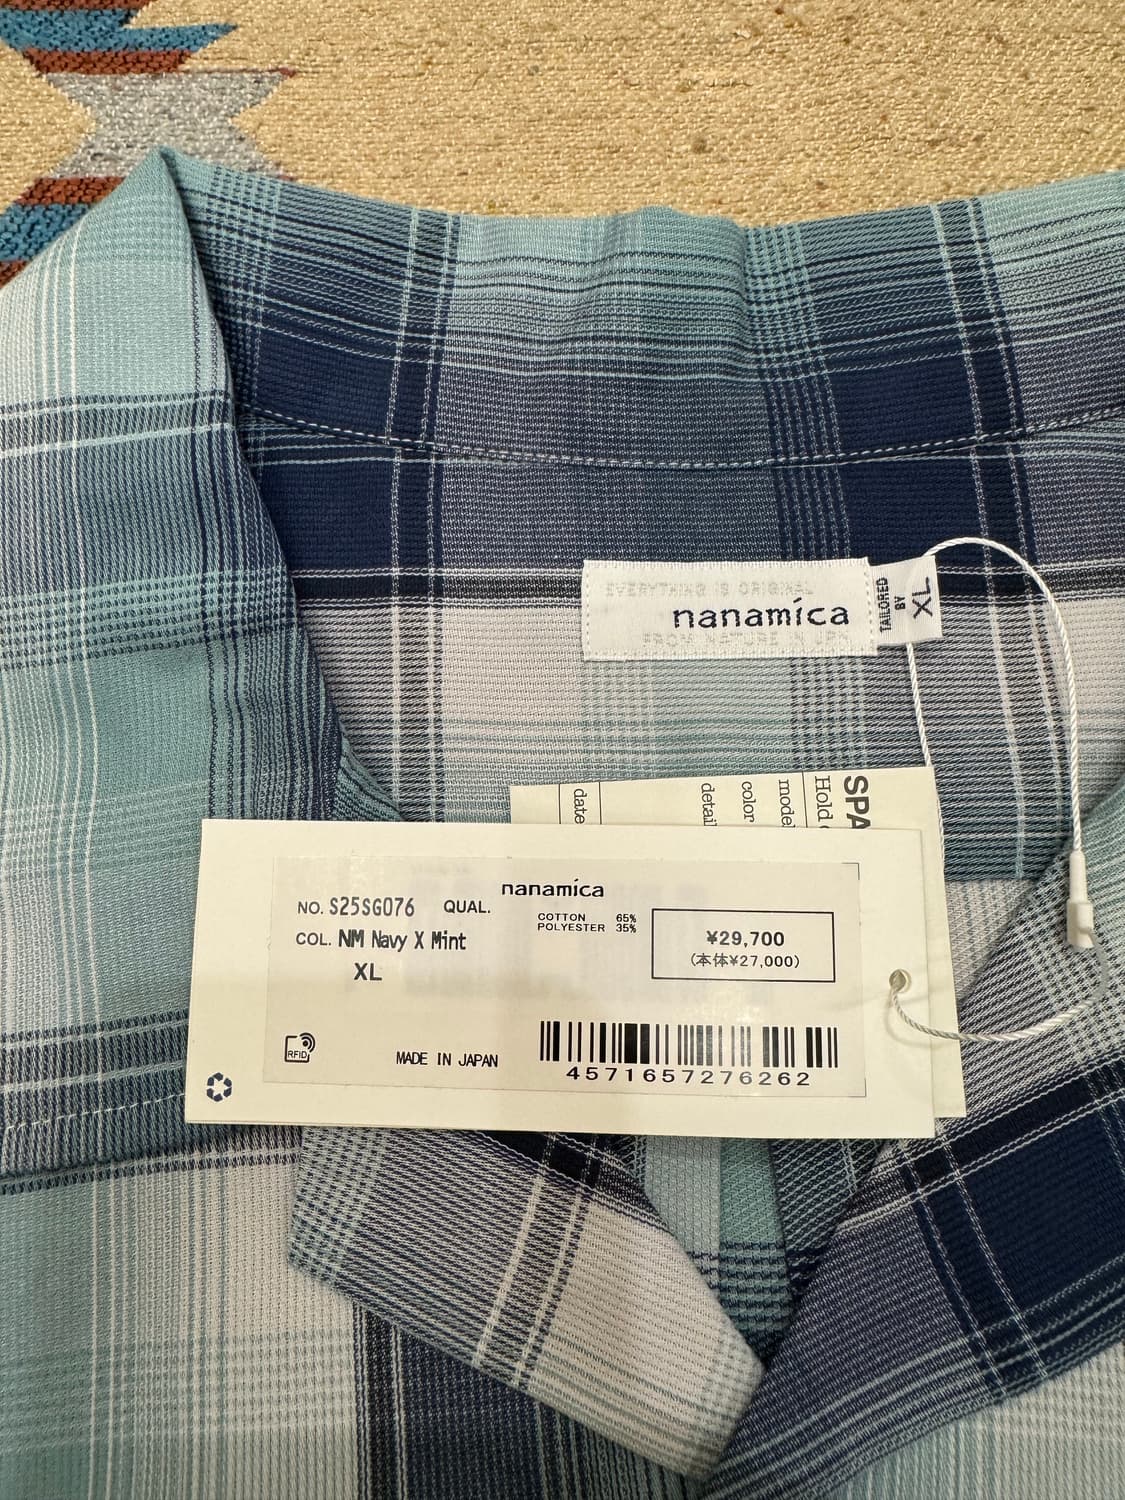 EVERYTHING IS ORIGINAL
nanamica
FROM NATURE IN JPN
TAILORED
BY
XL
SPA
Hold
model
color
detail
date
nanamica
NO. S25SG076 QUAL.
COTTON 65%
POLYESTER 35%
COL. NM Navy X Mint
XL
¥29,700
(本体¥27,000)
RFID
MADE IN JAPAN
4571657276262